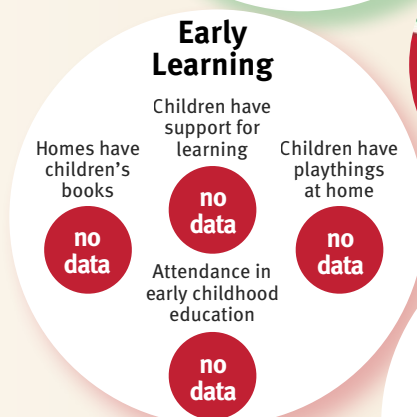 Early
Learning
Children have
support for
learning
Homes have
children's
books
Children have
playthings
at home
no
data
no
data
no
data
Attendance in
early childhood
education
no
data